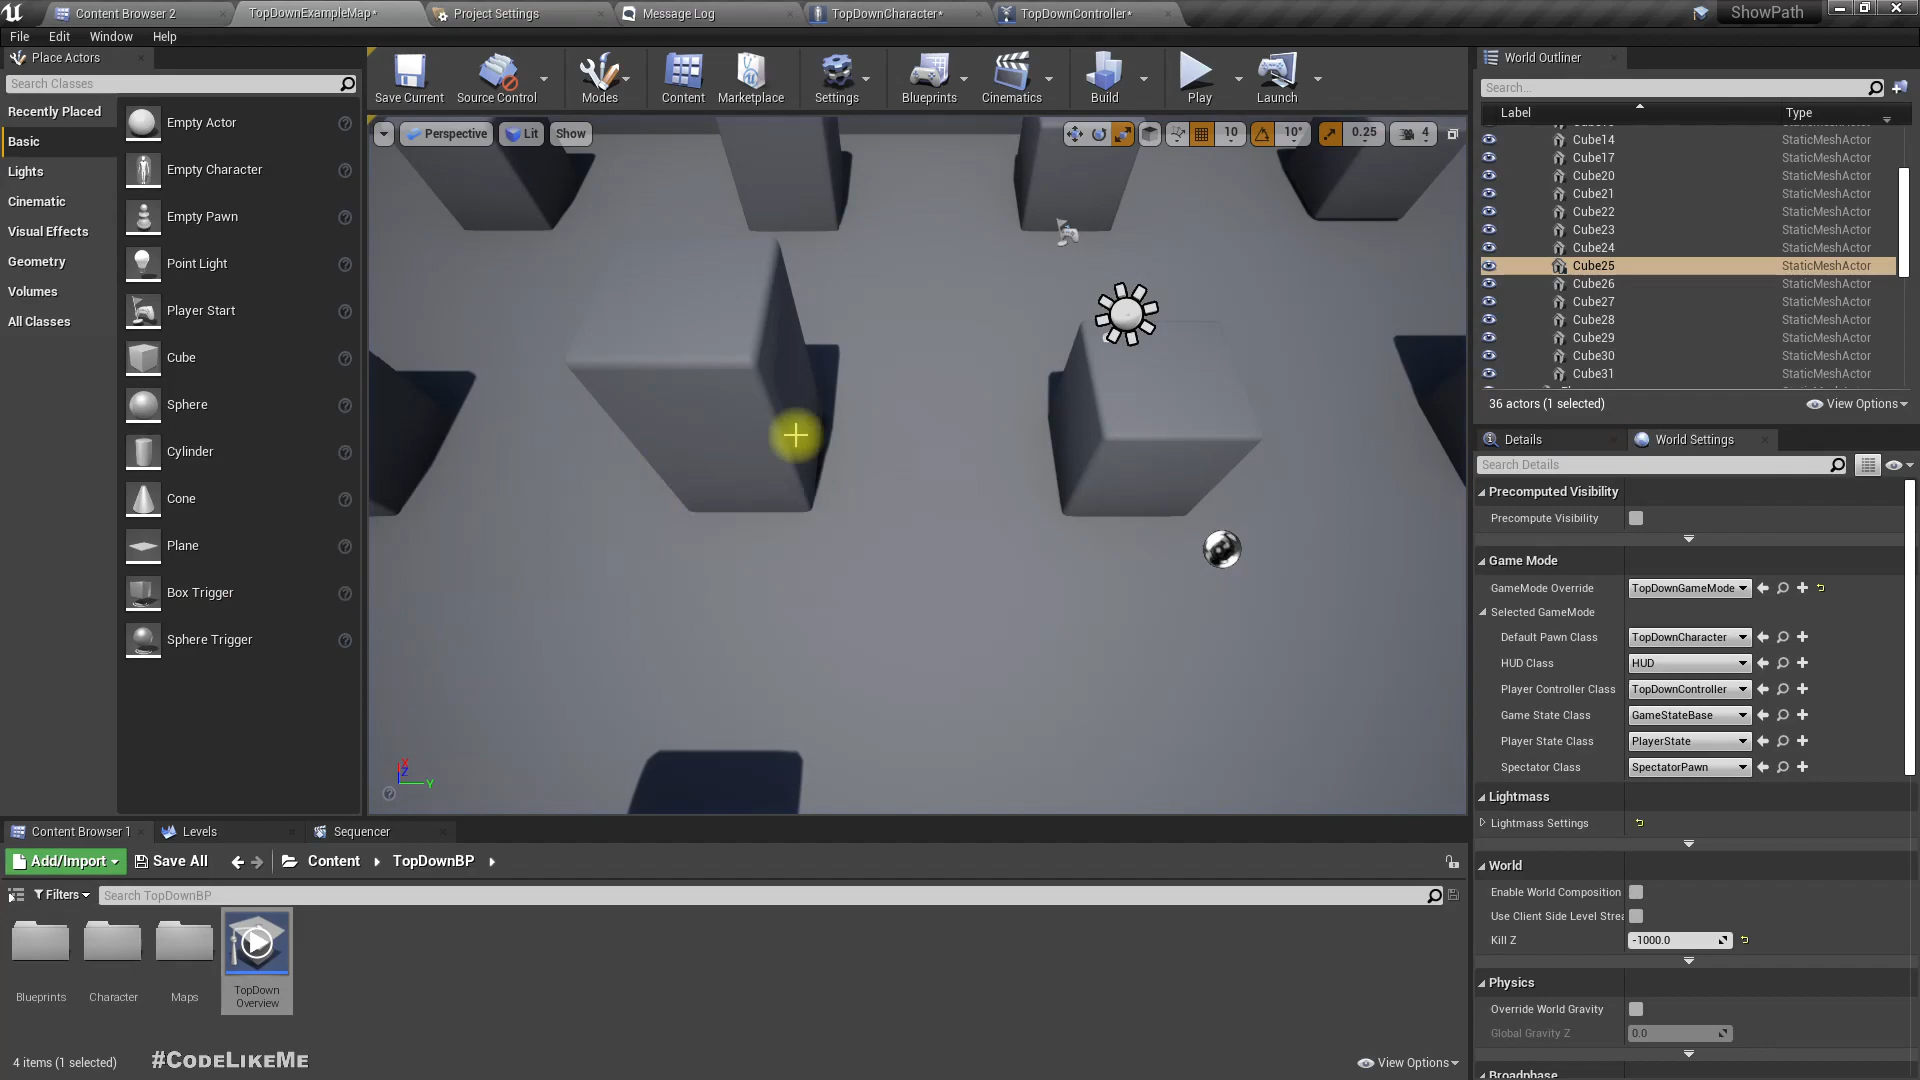 Content Browser 2
TopDownExampleMap*
Project Settings
Message Log
TopDownCharacter*
TopDownController*
ShowPath
File
Edit
Window
Help
Place Actors
Search Classes
Recently Placed
Basic
Lights
Cinematic
Visual Effects
Geometry
Volumes
All Classes
Empty Actor
Empty Character
Empty Pawn
Point Light
Player Start
Cube
Sphere
Cylinder
Cone
Plane
Box Trigger
Sphere Trigger
Save Current
Source Control
Modes
Content
Marketplace
Settings
Blueprints
Cinematics
Build
Play
Launch
Perspective
Lit
Show
10
10°
0.25
4
X
Z
Y
World Outliner
Search...
Label
Type
Cube14
StaticMeshActor
Cube17
StaticMeshActor
Cube20
StaticMeshActor
Cube21
StaticMeshActor
Cube22
StaticMeshActor
Cube23
StaticMeshActor
Cube24
StaticMeshActor
Cube25
StaticMeshActor
Cube26
StaticMeshActor
Cube27
StaticMeshActor
Cube28
StaticMeshActor
Cube29
StaticMeshActor
Cube30
StaticMeshActor
Cube31
StaticMeshActor
36 actors (1 selected)
View Options
Details
World Settings
Search Details
Precomputed Visibility
Precompute Visibility
Game Mode
GameMode Override
TopDownGameMode
Selected GameMode
Default Pawn Class
TopDownCharacter
HUD Class
HUD
Player Controller Class
TopDownController
Game State Class
GameStateBase
Player State Class
PlayerState
Spectator Class
SpectatorPawn
Lightmass
Lightmass Settings
World
Enable World Composition
Use Client Side Level Strea
Kill Z
-1000.0
Physics
Override World Gravity
Global Gravity Z
0.0
Broadphase
Content Browser 1
Levels
Sequencer
Add/Import
Save All
Content
TopDownBP
Filters
Search TopDownBP
Blueprints
Character
Maps
TopDown
Overview
4 items (1 selected)
#CodeLikeMe
View Options